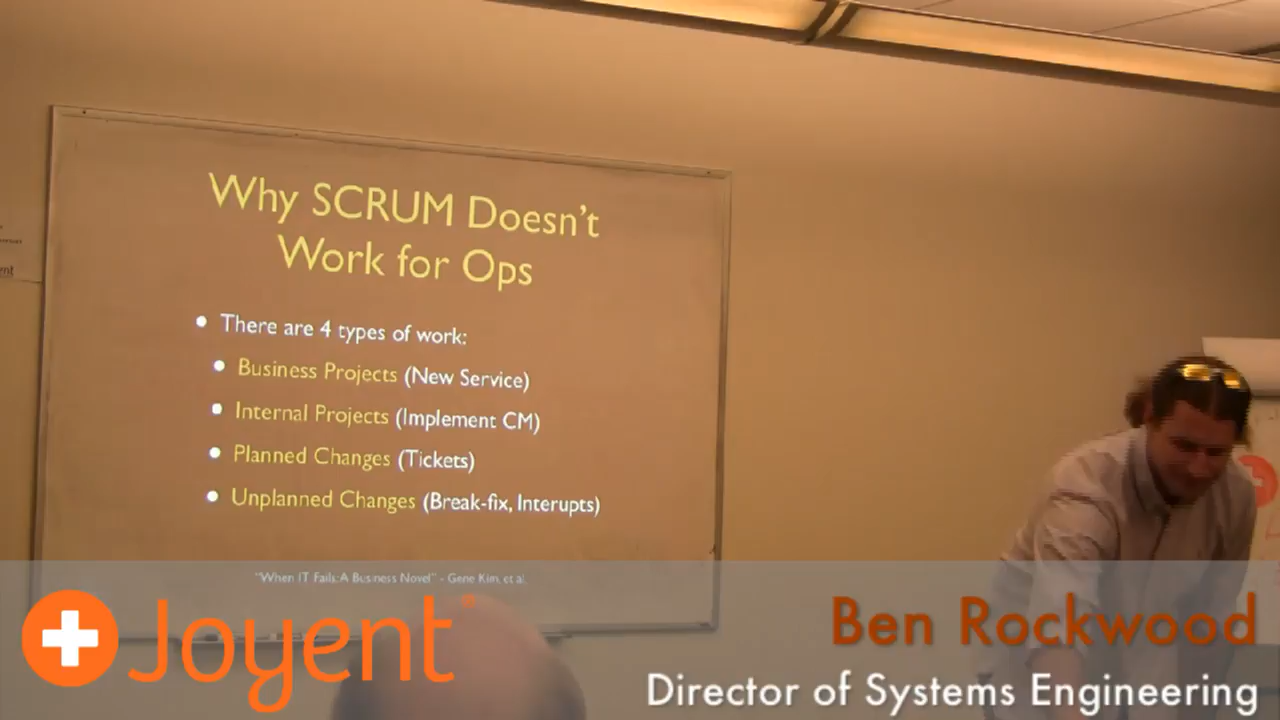 Why SCRUM Doesn't
Work for Ops
• There are 4 types of work:
• Business Projects (New Service)
• Internal Projects (Implement CM)
• Planned Changes (Tickets)
• Unplanned Changes (Break-fix, Interupts)
"When IT Fails: A Business Novel" - Gene Kim, et al.
Joyent
Ben Rockwood
Director of Systems Engineering